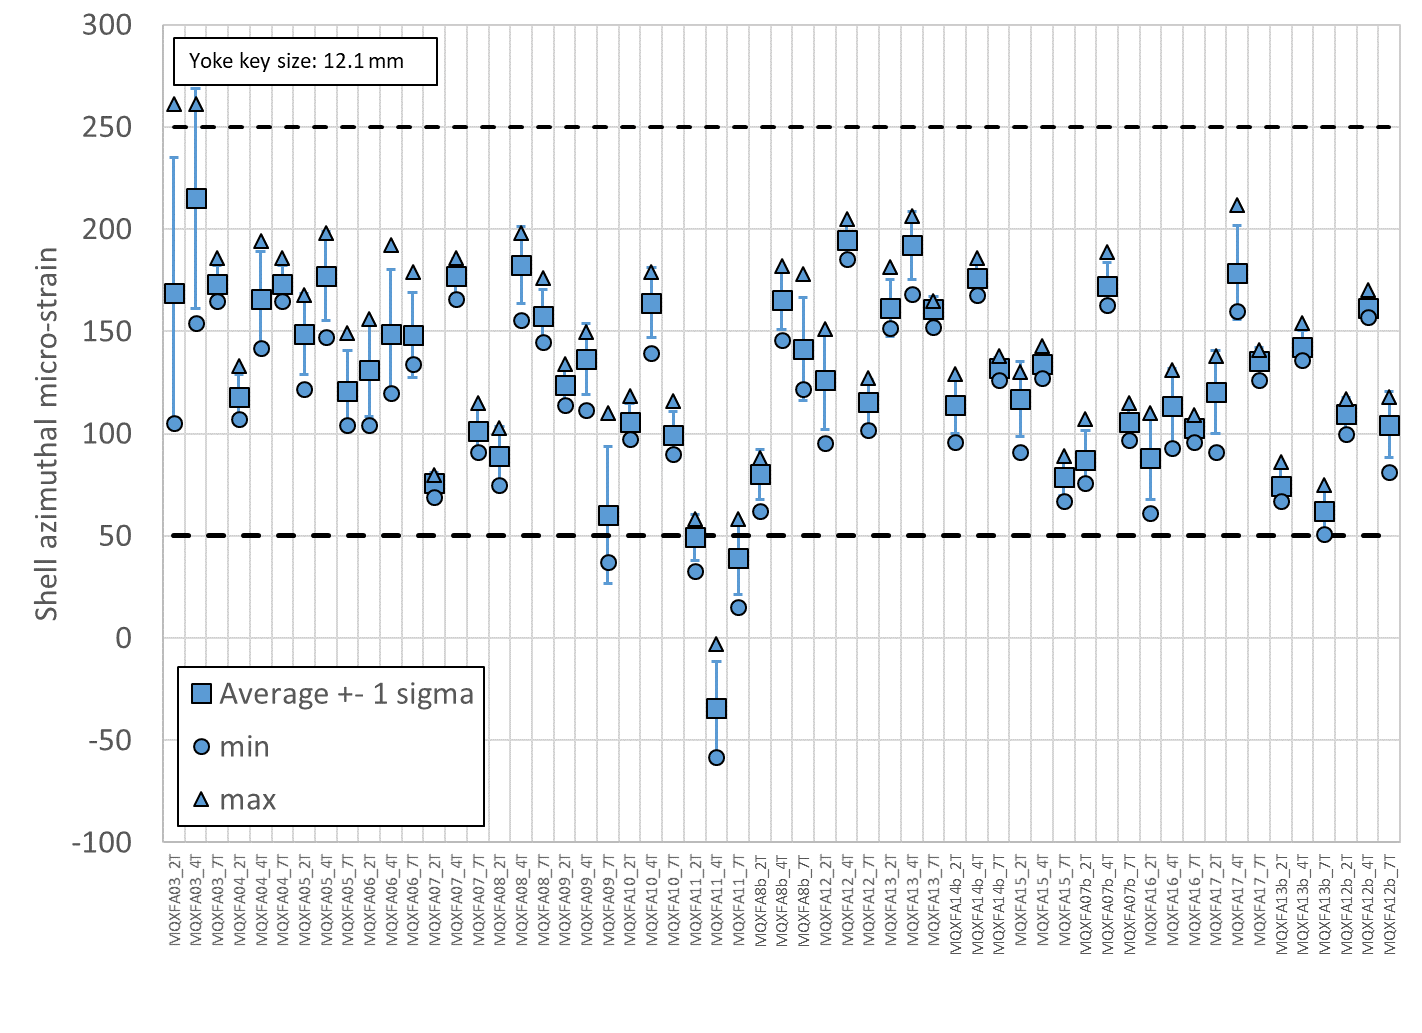 300
250
200
150
100
50
0
-50
-100
Shell azimuthal micro-strain
Yoke key size: 12.1 mm
Average +- 1 sigma
min
max
MQXFA03_2T
MQXFA03_4T
MQXFA03_7T
MQXFA04_2T
MQXFA04_4T
MQXFA04_7T
MQXFA05_2T
MQXFA05_4T
MQXFA05_7T
MQXFA06_2T
MQXFA06_4T
MQXFA06_7T
MQXFA07_2T
MQXFA07_4T
MQXFA07_7T
MQXFA08_2T
MQXFA08_4T
MQXFA08_7T
MQXFA09_2T
MQXFA09_4T
MQXFA09_7T
MQXFA10_2T
MQXFA10_4T
MQXFA10_7T
MQXFA11_2T
MQXFA11_4T
MQXFA11_7T
MQXFA8b_2T
MQXFA8b_4T
MQXFA8b_7T
MQXFA12_2T
MQXFA12_4T
MQXFA12_7T
MQXFA13_2T
MQXFA13_4T
MQXFA13_7T
MQXFA14b_2T
MQXFA14b_4T
MQXFA14b_7T
MQXFA15_2T
MQXFA15_4T
MQXFA15_7T
MQXFA07b_2T
MQXFA07b_4T
MQXFA07b_7T
MQXFA16_2T
MQXFA16_4T
MQXFA16_7T
MQXFA17_2T
MQXFA17_4T
MQXFA17_7T
MQXFA13b_2T
MQXFA13b_4T
MQXFA13b_7T
MQXFA12b_2T
MQXFA12b_4T
MQXFA12b_7T